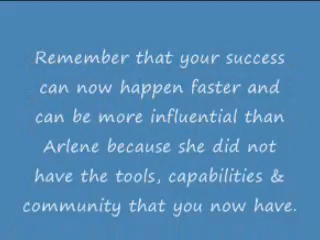 Remember that your success
can now happen faster and
can be more influential than
Arlene because she did not
have the tools, capabilities &
community that you now have.